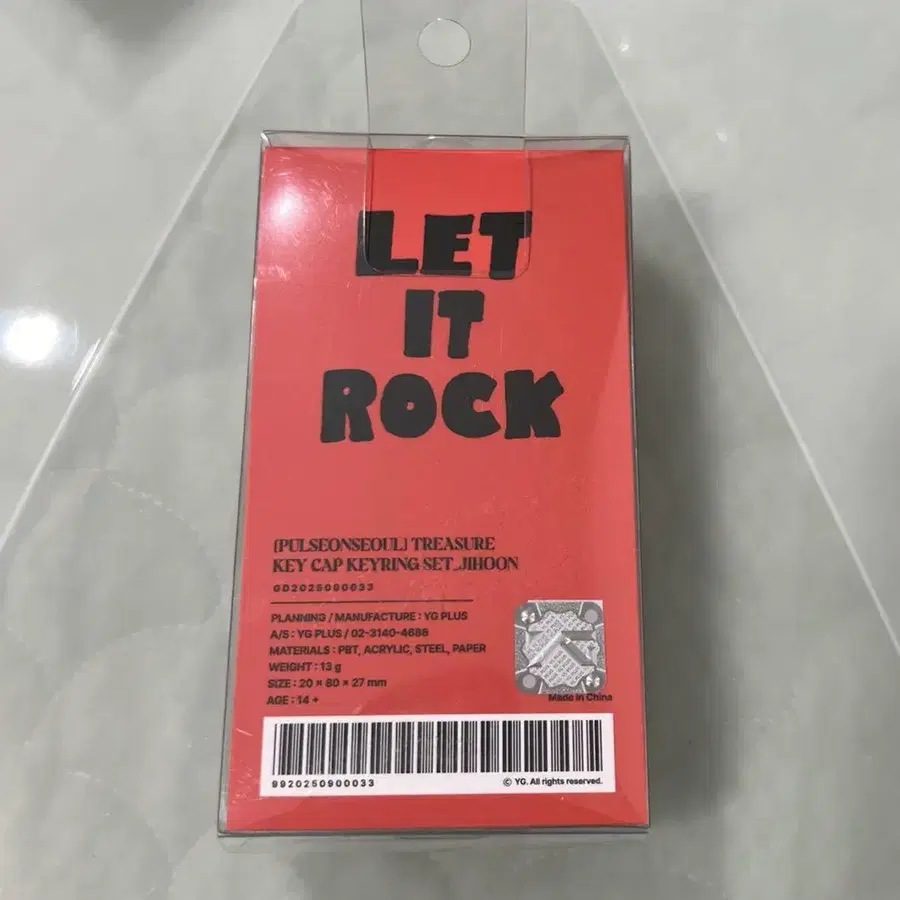 LET
IT
ROCK
[PULSEONSEOUL] TREASURE
KEY CAP KEYRING SET_JIHOON
GD2025090033
PLANNING / MANUFACTURE : YG PLUS
A/S : YG PLUS / 02-3140-4686
MATERIALS : PBT, ACRYLIC, STEEL, PAPER
WEIGHT : 13 g
SIZE : 20 × 80 × 27 mm
AGE : 14 +
Made in China
9920250900033
© YG. All rights reserved.